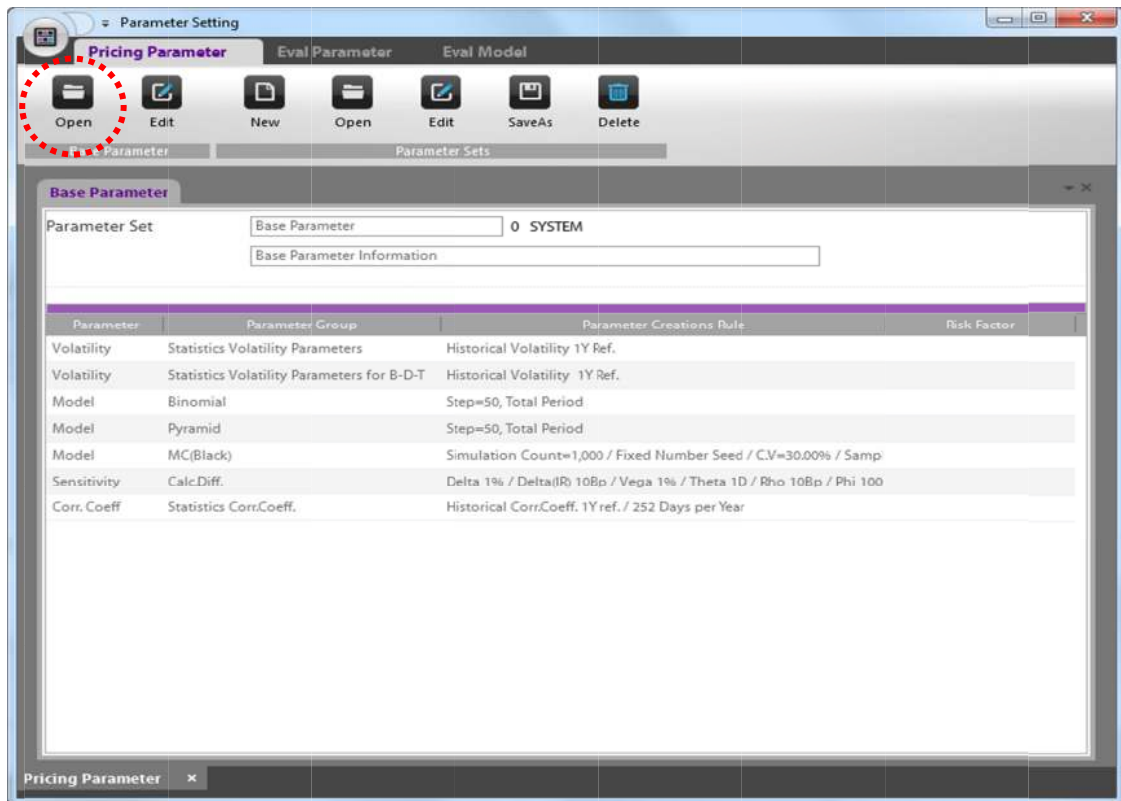 Parameter Setting
Pricing Parameter Eval Parameter Eval Model
Open Edit New Open Edit SaveAs Delete
Base Parameter Parameter Sets
Base Parameter
Parameter Set Base Parameter 0 SYSTEM
Base Parameter Information
Parameter Parameter Group Parameter Creations Rule Risk Factor
Volatility Statistics Volatility Parameters Historical Volatility 1Y Ref.
Volatility Statistics Volatility Parameters for B-D-T Historical Volatility 1Y Ref.
Model Binomial Step=50, Total Period
Model Pyramid Step=50, Total Period
Model MC(Black) Simulation Count=1,000 / Fixed Number Seed / C.V=30.00% / Samp
Sensitivity Calc.Diff. Delta 1% / Delta(IR) 10Bp / Vega 1% / Theta 1D / Rho 10Bp / Phi 100
Corr. Coeff Statistics Corr.Coeff. Historical Corr.Coeff. 1Y ref. / 252 Days per Year
Pricing Parameter